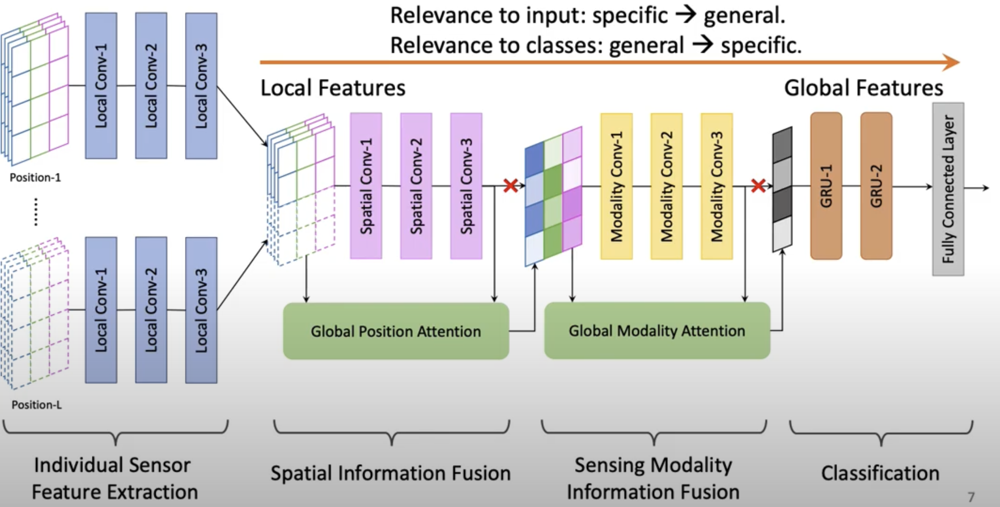 Relevance to input: specific → general.
Relevance to classes: general → specific.
Local Features
Global Features
Local Conv-1
Local Conv-2
Local Conv-3
Position-1
......
Local Conv-1
Local Conv-2
Local Conv-3
Position-L
Spatial Conv-1
Spatial Conv-2
Spatial Conv-3
Modality Conv-1
Modality Conv-2
Modality Conv-3
GRU-1
GRU-2
Fully Connected Layer
Global Position Attention
Global Modality Attention
Individual Sensor
Feature Extraction
Spatial Information Fusion
Sensing Modality
Information Fusion
Classification
7